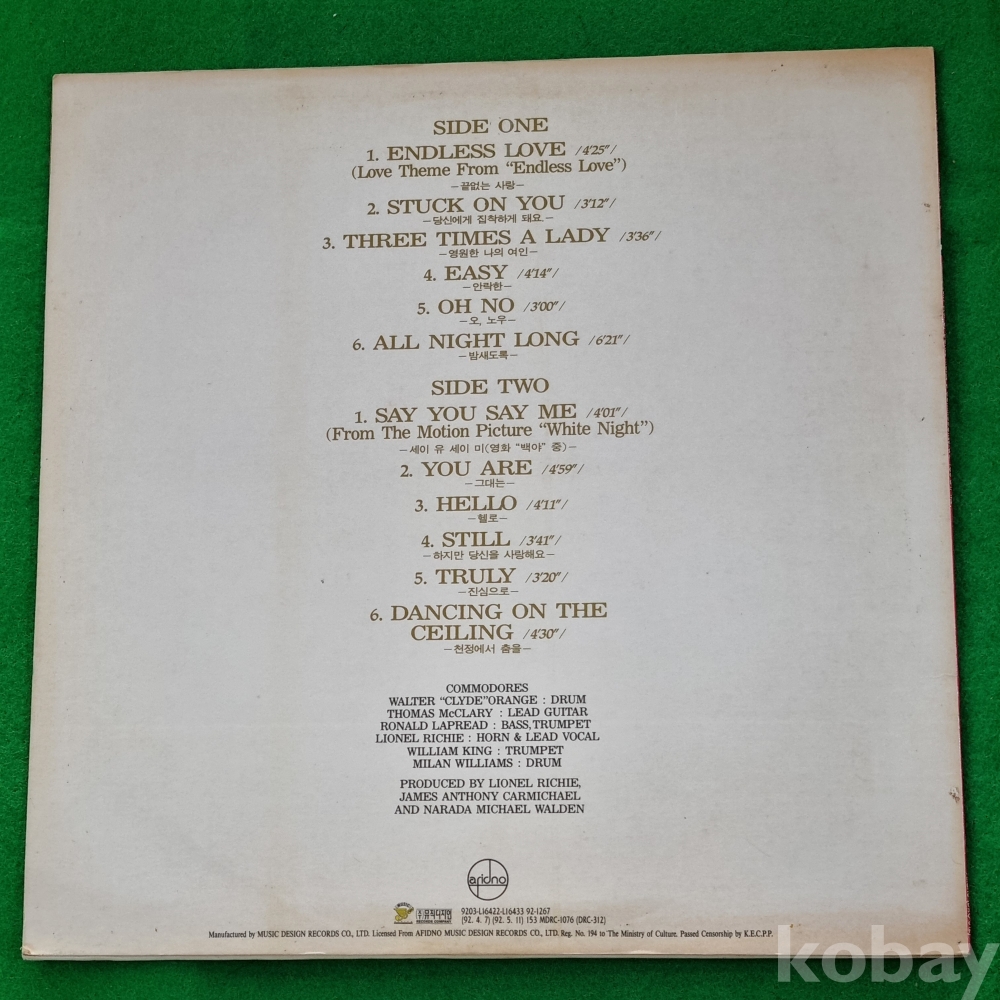 SIDE ONE
1. ENDLESS LOVE /4'25"/
(Love Theme From "Endless Love")
—끝없는 사랑—
2. STUCK ON YOU /3'12"/
—당신에게 집착하게 돼요.—
3. THREE TIMES A LADY /3'36"/
—영원한 나의 여인—
4. EASY /4'14"/
—안락한—
5. OH NO /3'00"/
—오, 노우—
6. ALL NIGHT LONG /6'21"/
—밤새도록—
SIDE TWO
1. SAY YOU SAY ME /4'01"/
(From The Motion Picture "White Night")
—세이 유 세이 미(영화 "백야" 중)—
2. YOU ARE /4'59"/
—그대는—
3. HELLO /4'11"/
—헬로—
4. STILL /3'41"/
—하지만 당신을 사랑해요—
5. TRULY /3'20"/
—진심으로—
6. DANCING ON THE
CEILING /4'30"/
—천정에서 춤을—
COMMODORES
WALTER "CLYDE"ORANGE : DRUM
THOMAS McCLARY : LEAD GUITAR
RONALD LAPREAD : BASS,TRUMPET
LIONEL RICHIE : HORN & LEAD VOCAL
WILLIAM KING : TRUMPET
MILAN WILLIAMS : DRUM
PRODUCED BY LIONEL RICHIE,
JAMES ANTHONY CARMICHAEL
AND NARADA MICHAEL WALDEN
aridno
9203-L16422-L16433 92-1267
(92. 4. 7) (92. 5. 11) 153 MDRC-1076 (DRC-312)
Manufactured by MUSIC DESIGN RECORDS CO., LTD. Licensed From AFIDNO MUSIC DESIGN RECORDS CO., LTD. Reg. No. 194 to The Ministry of Culture. Passed Censorship by K.E.C.P.P.
kobay